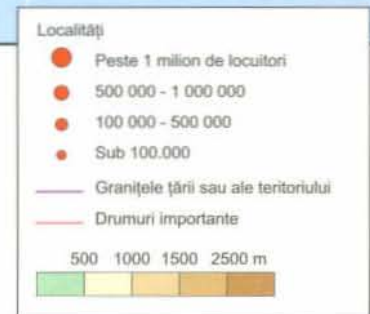 Localități
Peste 1 milion de locuitori
500 000 - 1 000 000
100 000 - 500 000
Sub 100.000
Granițele țării sau ale teritoriului
Drumuri importante
500 1000 1500 2500 m